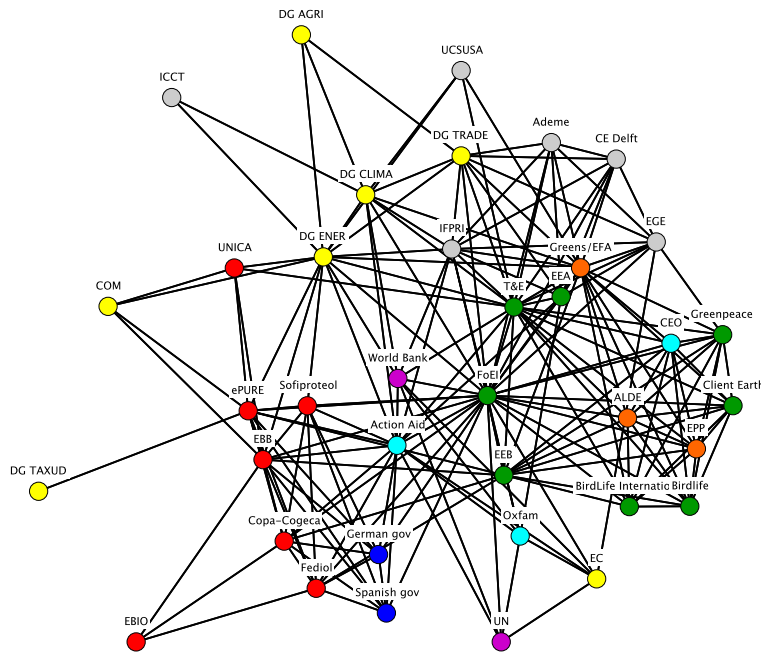 DG AGRI
UCSUSA
ICCT
Ademe
DG TRADE
CE Delft
DG CLIMA
EGE
IFPRI
DG ENER
Greens/EFA
UNICA
EEA
T&E
COM
Greenpeace
CEO
World Bank
FoEI
Sofiproteol
ePURE
Client Earth
ALDE
Action Aid
EPP
EBB
EEB
DG TAXUD
BirdLife Internatio
Birdlife
Oxfam
Copa-Cogeca
German gov
EC
Fediol
Spanish gov
EBIO
UN